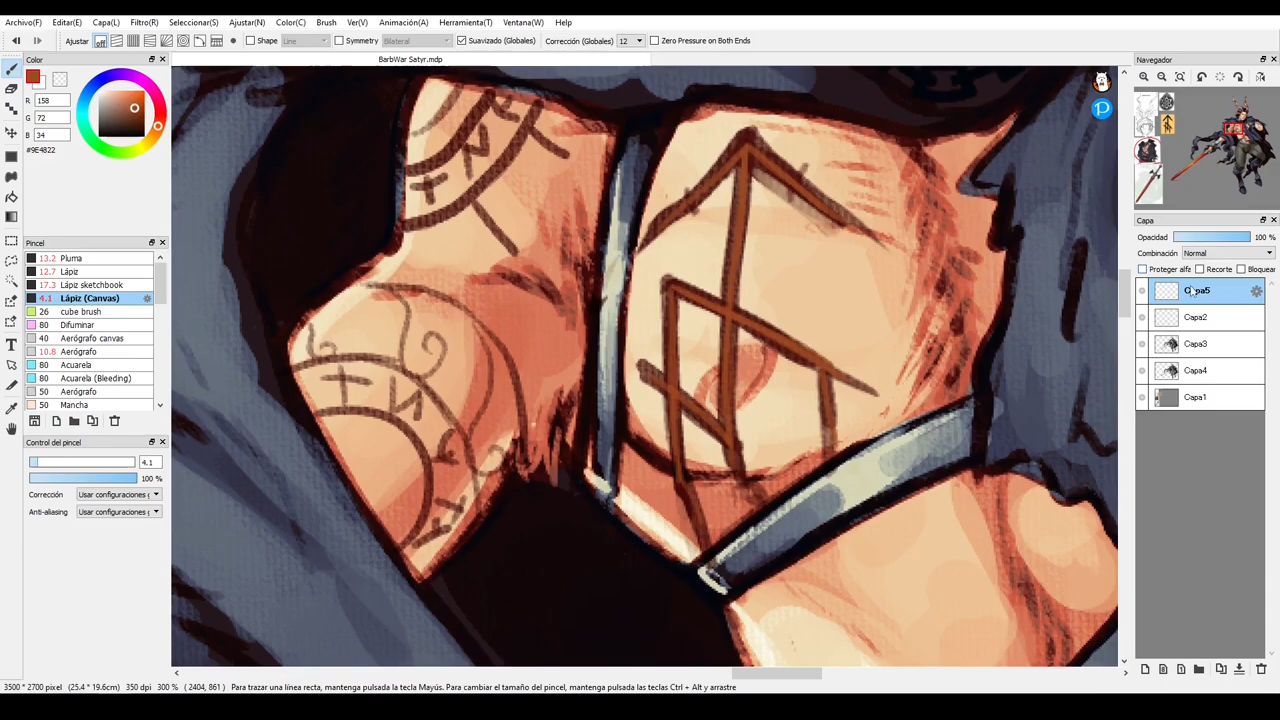 Archivo(F) Editar(E) Capa(L) Filtro(R) Seleccionar(S) Ajustar(N) Color(C) Brush Ver(V) Animación(A) Herramienta(T) Ventana(W) Help
Ajustar off Shape Line Symmetry Bilateral Suavizado (Globales) Corrección (Globales) 12 Zero Pressure on Both Ends
Color
BarbWar Satyr.mdp
Navegador
R 158
G 72
B 34
#9E4822
Pincel
13.2 Pluma
12.7 Lápiz
17.3 Lápiz sketchbook
4.1 Lápiz (Canvas)
26 cube brush
80 Difuminar
40 Aerógrafo canvas
10.8 Aerógrafo
80 Acuarela
80 Acuarela (Bleeding)
50 Aerógrafo
50 Mancha
Control del pincel
4.1
100 %
Corrección Usar configuraciones g
Anti-aliasing Usar configuraciones g
Capa
Opacidad 100 %
Combinación Normal
Proteger alfa Recorte Bloquear
Capa5
Capa2
Capa3
Capa4
Capa1
3500 * 2700 pixel (25.4 * 19.6cm) 350 dpi 300 % ( 2404, 861 ) Para trazar una línea recta, mantenga pulsada la tecla Mayús. Para cambiar el tamaño del pincel, mantenga pulsadas las teclas Ctrl + Alt y arrastre